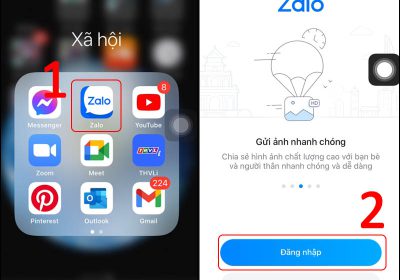 Xã hội
1
8
Zalo
Messenger
Zalo
YouTube
THVLi
Zoom
Meet
THVLi
224
Pinterest
Outlook
Gmail
Zalo
HD
Gửi ảnh nhanh chóng
Chia sẻ hình ảnh chất lượng cao với bạn bè
và người thân nhanh chóng và dễ dàng
2
Đăng nhập